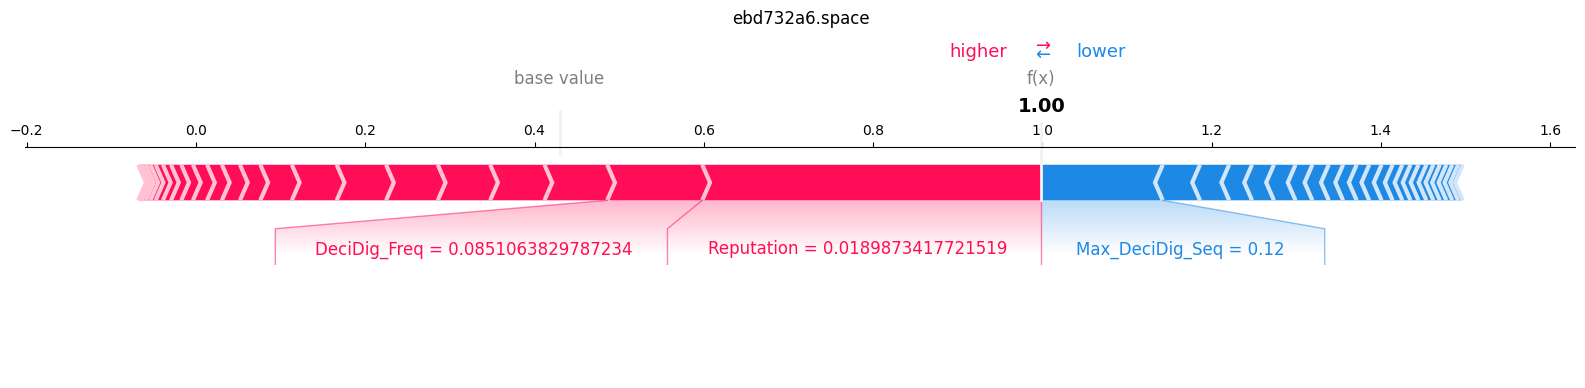 ebd732a6.space
higher → ← lower
base value f(x)
1.00
−0.2 0.0 0.2 0.4 0.6 0.8 1.0 1.2 1.4 1.6
DeciDig_Freq = 0.0851063829787234 Reputation = 0.0189873417721519 Max_DeciDig_Seq = 0.12